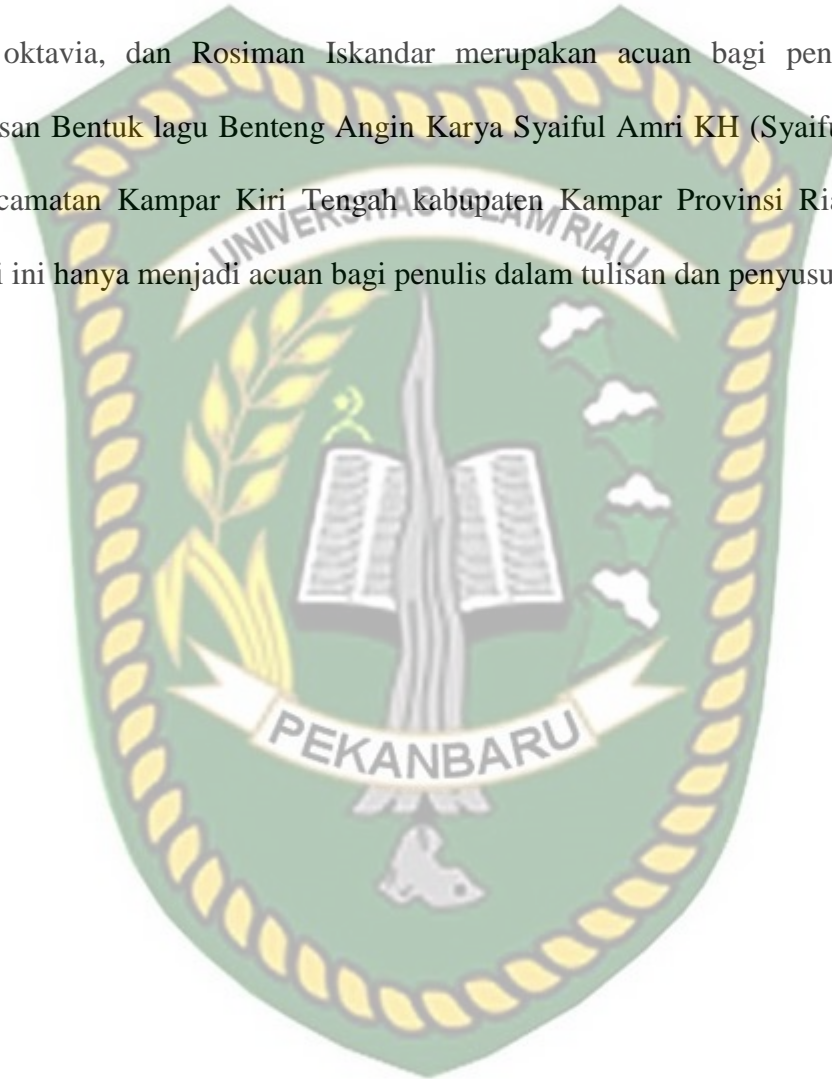 oktavia, dan Rosiman Iskandar merupakan acuan bagi pen
san Bentuk lagu Benteng Angin Karya Syaiful Amri KH (Syaifu
camatan Kampar Kiri Tengah kabupaten Kampar Provinsi Ria
i ini hanya menjadi acuan bagi penulis dalam tulisan dan penyusu
UNIVERSITAS ISLAM RIAU
PEKANBARU